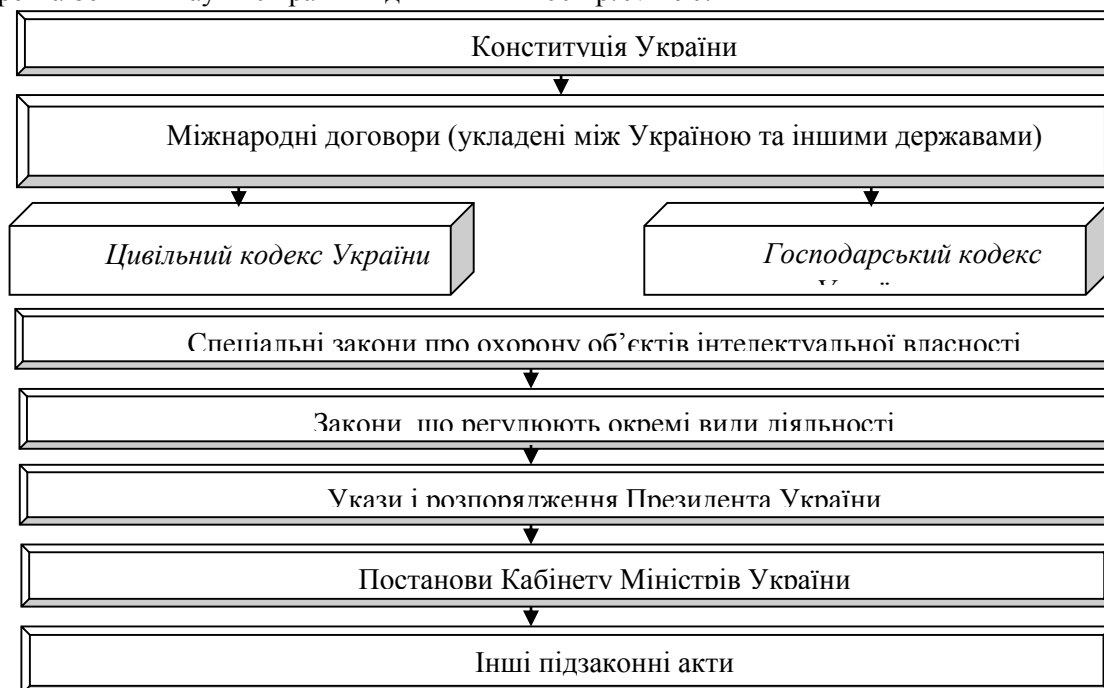 Конституція України
Міжнародні договори (укладені між Україною та іншими державами)
Цивільний кодекс України
Господарський кодекс
Спеціальні закони про охорону об’єктів інтелектуальної власності
Закони, що регулюють окремі види діяльності
Укази і розпорядження Президента України
Постанови Кабінету Міністрів України
Інші підзаконні акти